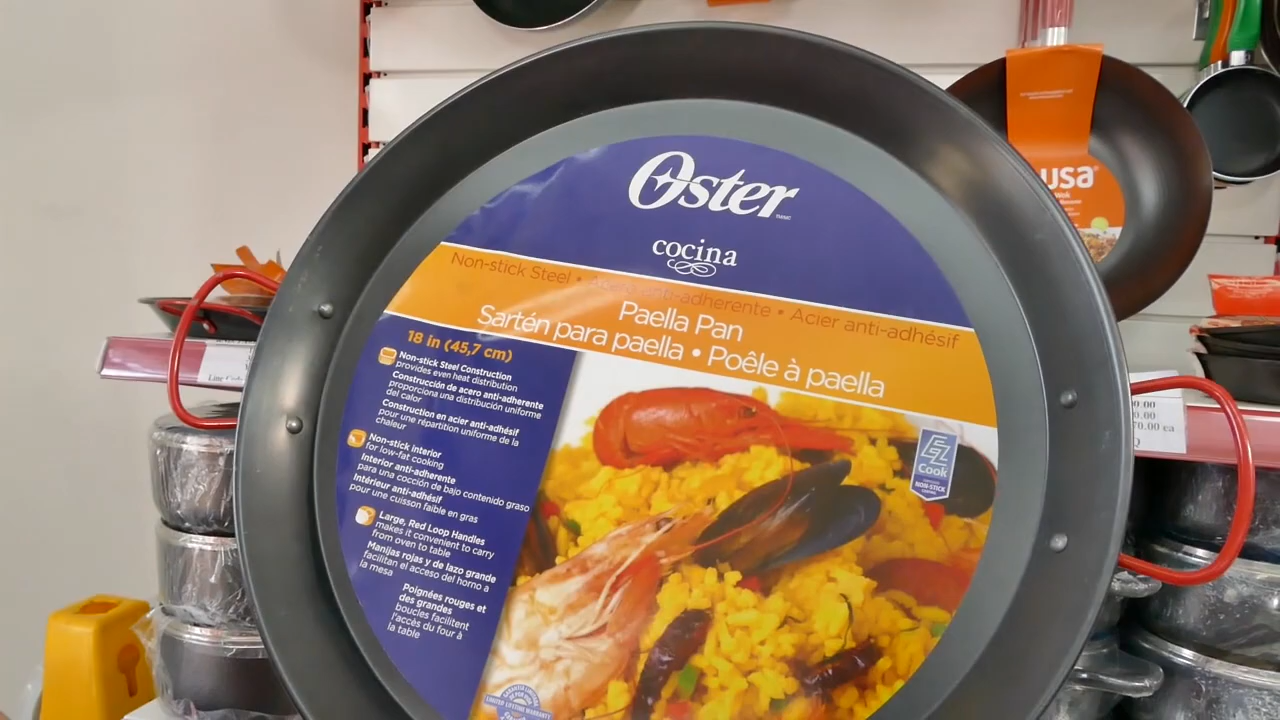 Oster
cocina
Non-stick Steel • Acero anti-adherente • Acier anti-adhésif
Paella Pan
Sartén para paella • Poêle à paella
18 in (45,7 cm)
Non-stick Steel Construction
provides even heat distribution
Construcción de acero anti-adherente
proporciona una distribución uniforme
del calor
Construction en acier anti-adhésif
pour une répartition uniforme de la
chaleur
Non-stick Interior
for low-fat cooking
Interior anti-adherente
para una cocción de bajo contenido graso
Intérieur anti-adhésif
pour une cuisson faible en gras
Large, Red Loop Handles
makes it convenient to carry
from oven to table
Manijas rojas y de lazo grande
facilitan el acceso del horno a
la mesa
Poignées rouges et
des grandes
boucles facilitent
l'accès du four à
la table
EZ
Cook
NON-STICK
LIMITED LIFETIME WARRANTY
usa
70.00 ea